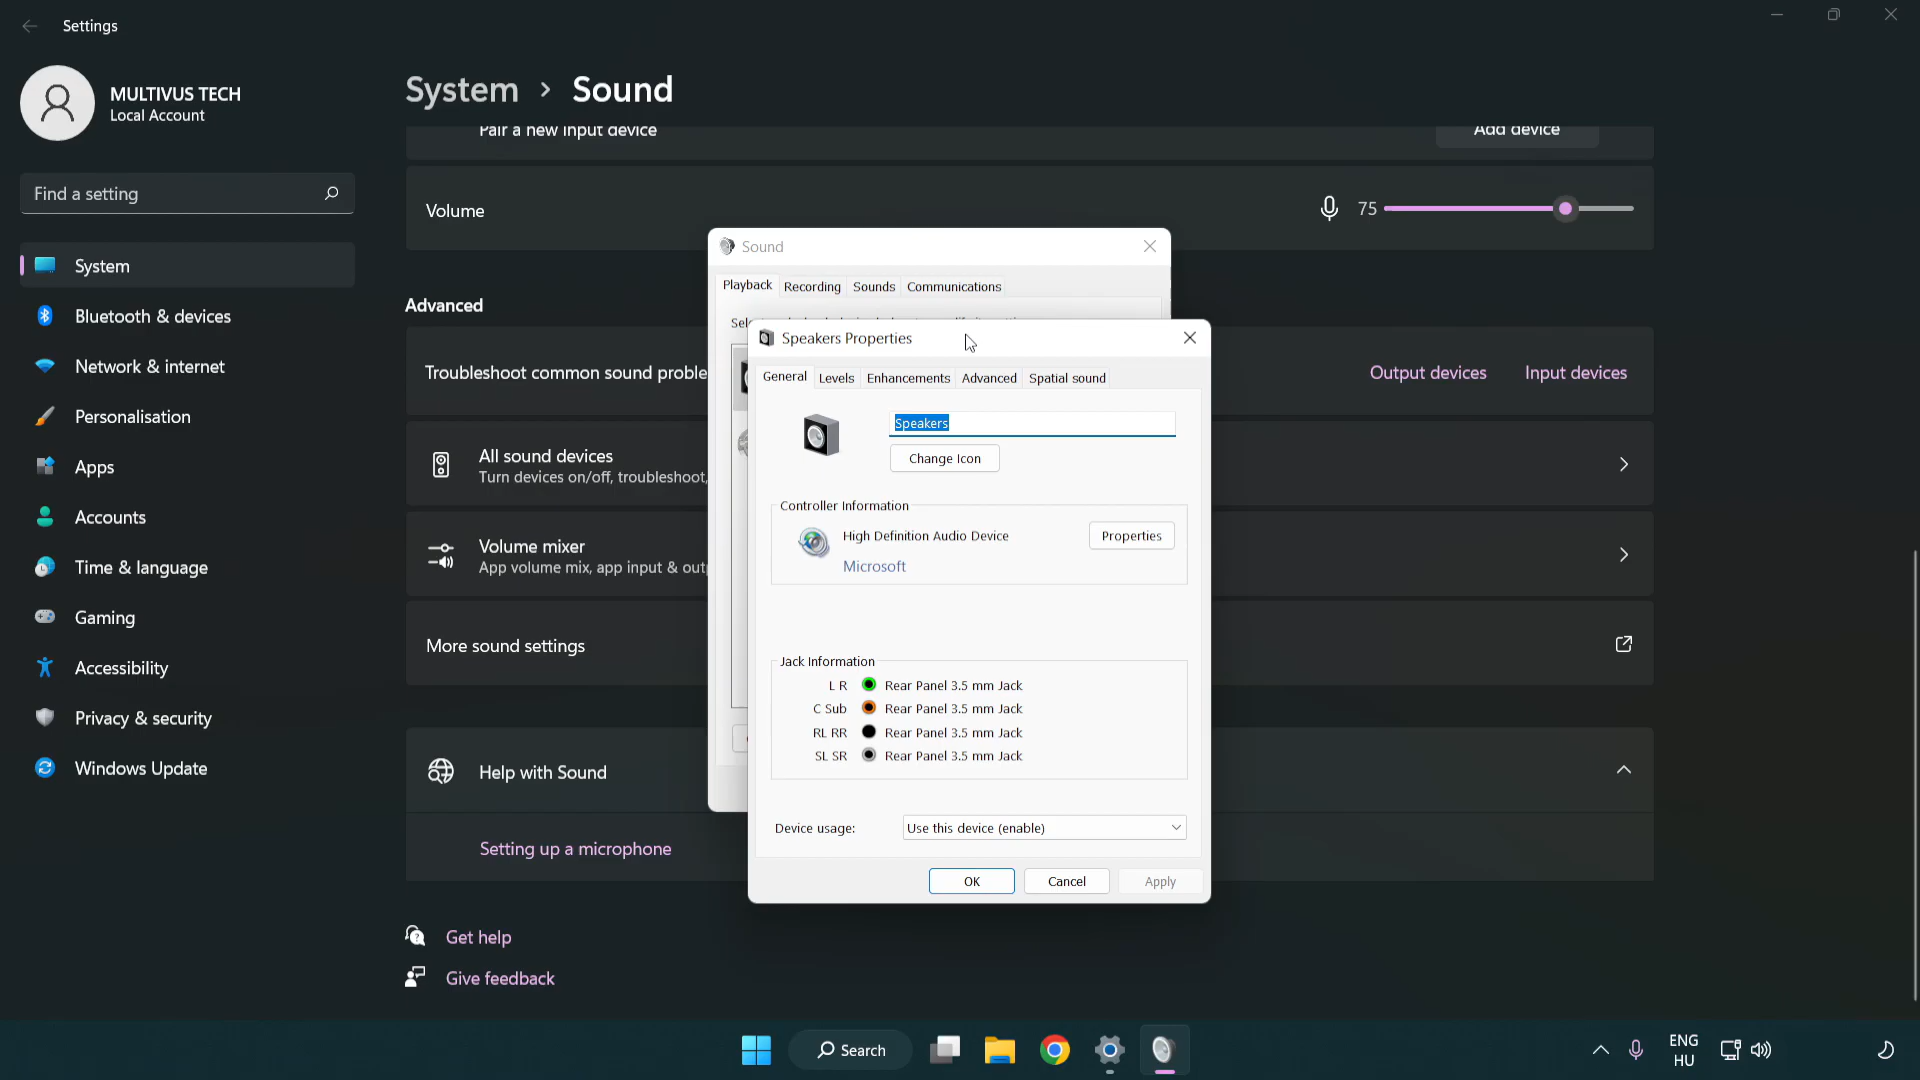 Settings
MULTIVUS TECH
Local Account
Find a setting
System
Bluetooth & devices
Network & internet
Personalisation
Apps
Accounts
Time & language
Gaming
Accessibility
Privacy & security
Windows Update
System > Sound
Pair a new input device
Add device
Volume
75
Advanced
Troubleshoot common sound proble
Output devices
Input devices
All sound devices
Turn devices on/off, troubleshoot,
Volume mixer
App volume mix, app input & out
More sound settings
Help with Sound
Setting up a microphone
Get help
Give feedback
Sound
Playback Recording Sounds Communications
Speakers Properties
General Levels Enhancements Advanced Spatial sound
Speakers
Change Icon
Controller Information
High Definition Audio Device
Properties
Microsoft
Jack Information
L R Rear Panel 3.5 mm Jack
C Sub Rear Panel 3.5 mm Jack
RL RR Rear Panel 3.5 mm Jack
SL SR Rear Panel 3.5 mm Jack
Device usage:
Use this device (enable)
OK
Cancel
Apply
Search
ENG
HU